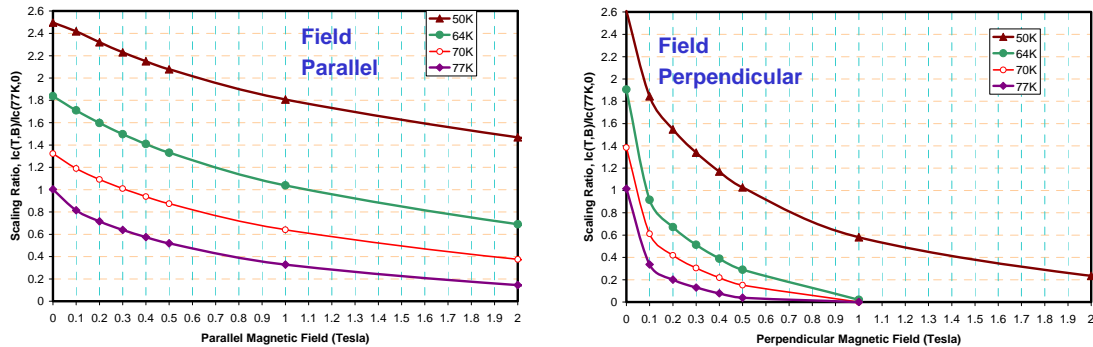 Scaling Ratio, Ic(T,B)/Ic(77K,0)
2.6
2.4
2.2
2
1.8
1.6
1.4
1.2
1
0.8
0.6
0.4
0.2
0
Field
Parallel
50K
64K
70K
77K
0 0.1 0.2 0.3 0.4 0.5 0.6 0.7 0.8 0.9 1 1.1 1.2 1.3 1.4 1.5 1.6 1.7 1.8 1.9 2
Parallel Magnetic Field (Tesla)
Scaling Ratio, Ic(T,B)/Ic(77K,0)
2.6
2.4
2.2
2
1.8
1.6
1.4
1.2
1
0.8
0.6
0.4
0.2
0
Field
Perpendicular
50K
64K
70K
77K
0 0.1 0.2 0.3 0.4 0.5 0.6 0.7 0.8 0.9 1 1.1 1.2 1.3 1.4 1.5 1.6 1.7 1.8 1.9 2
Perpendicular Magnetic Field (Tesla)